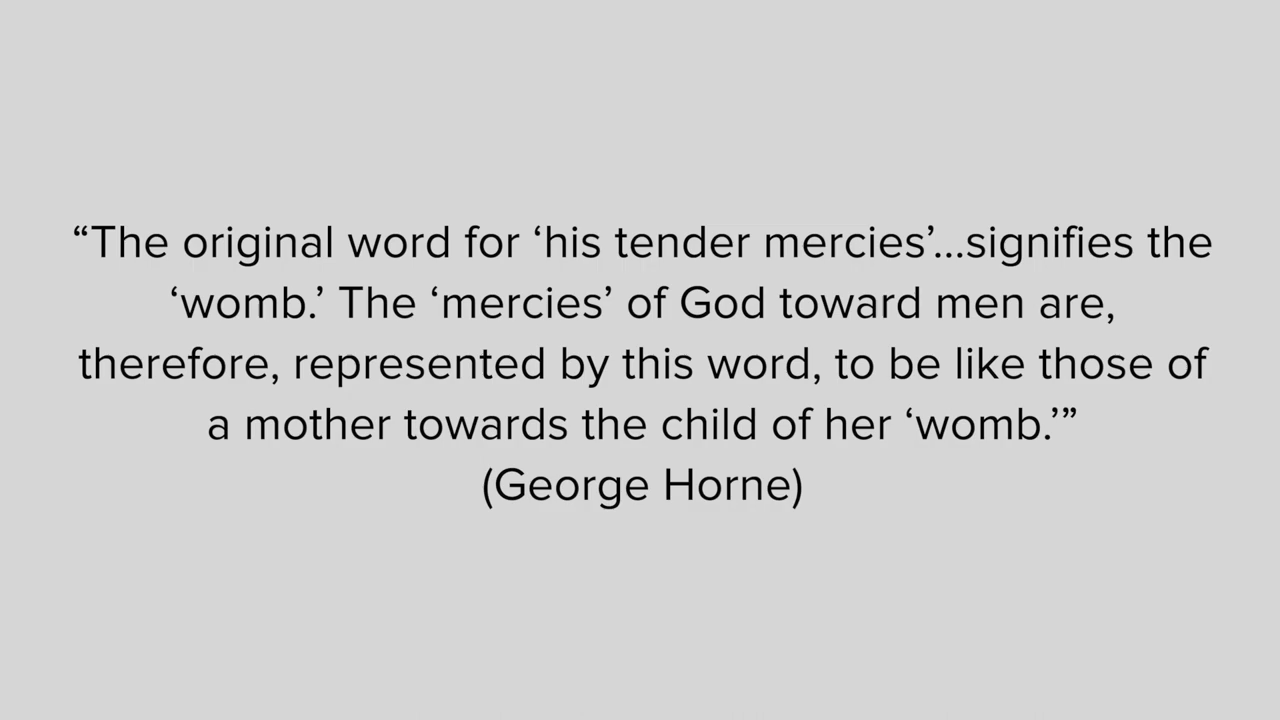 “The original word for ‘his tender mercies’...signifies the
‘womb.’ The ‘mercies’ of God toward men are,
therefore, represented by this word, to be like those of
a mother towards the child of her ‘womb.’”
(George Horne)